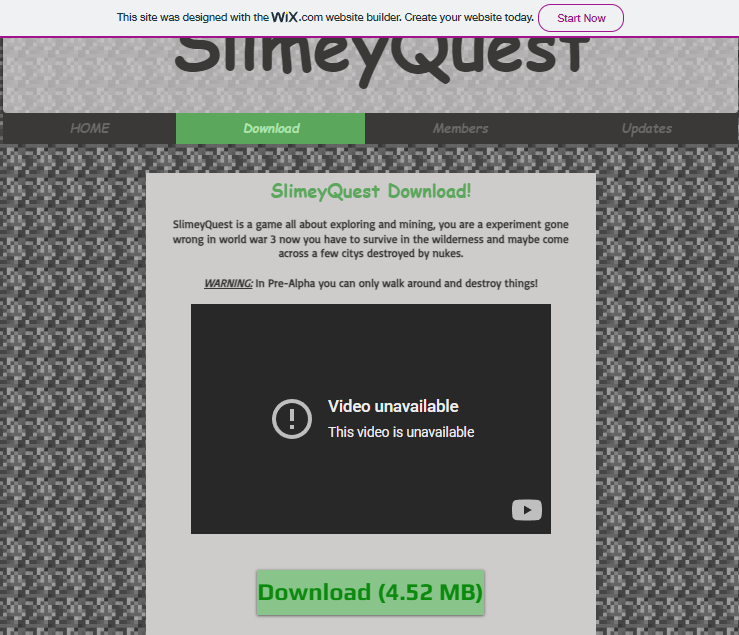 This site was designed with the WiX.com website builder. Create your website today. Start Now
SlimeyQuest
HOME Download Members Updates
SlimeyQuest Download!
SlimeyQuest is a game all about exploring and mining, you are a experiment gone
wrong in world war 3 now you have to survive in the wilderness and maybe come
across a few citys destroyed by nukes.
WARNING: In Pre-Alpha you can only walk around and destroy things!
Video unavailable
This video is unavailable
Download (4.52 MB)